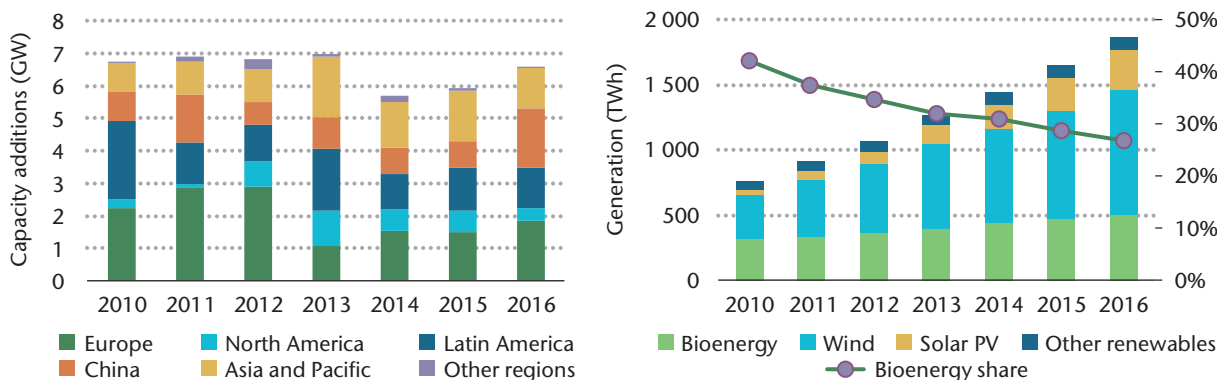 Capacity additions (GW)
8
7
6
5
4
3
2
1
0
2010 2011 2012 2013 2014 2015 2016
Europe North America Latin America
China Asia and Pacific Other regions
Generation (TWh)
2 000
1 500
1 000
500
0
50%
40%
30%
20%
10%
0%
2010 2011 2012 2013 2014 2015 2016
Bioenergy Wind Solar PV Other renewables
Bioenergy share